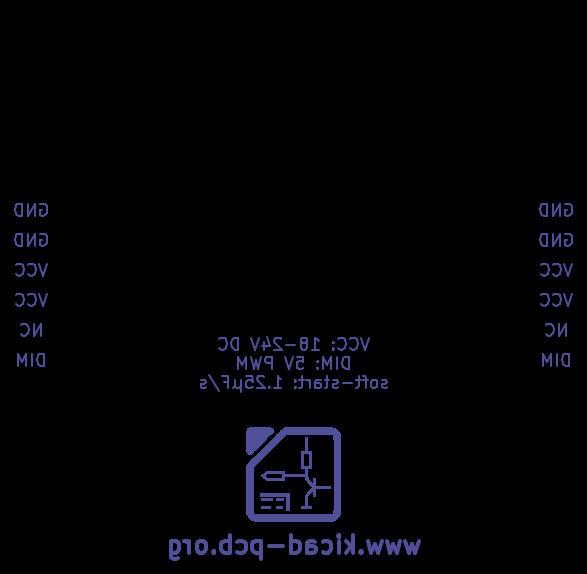 GND
GND
VCC
VCC
NC
DIM
GND
GND
VCC
VCC
NC
DIM
VCC: 18-24V DC
DIM: 5V PWM
soft-start: 1.25µF/s
www.kicad-pcb.org